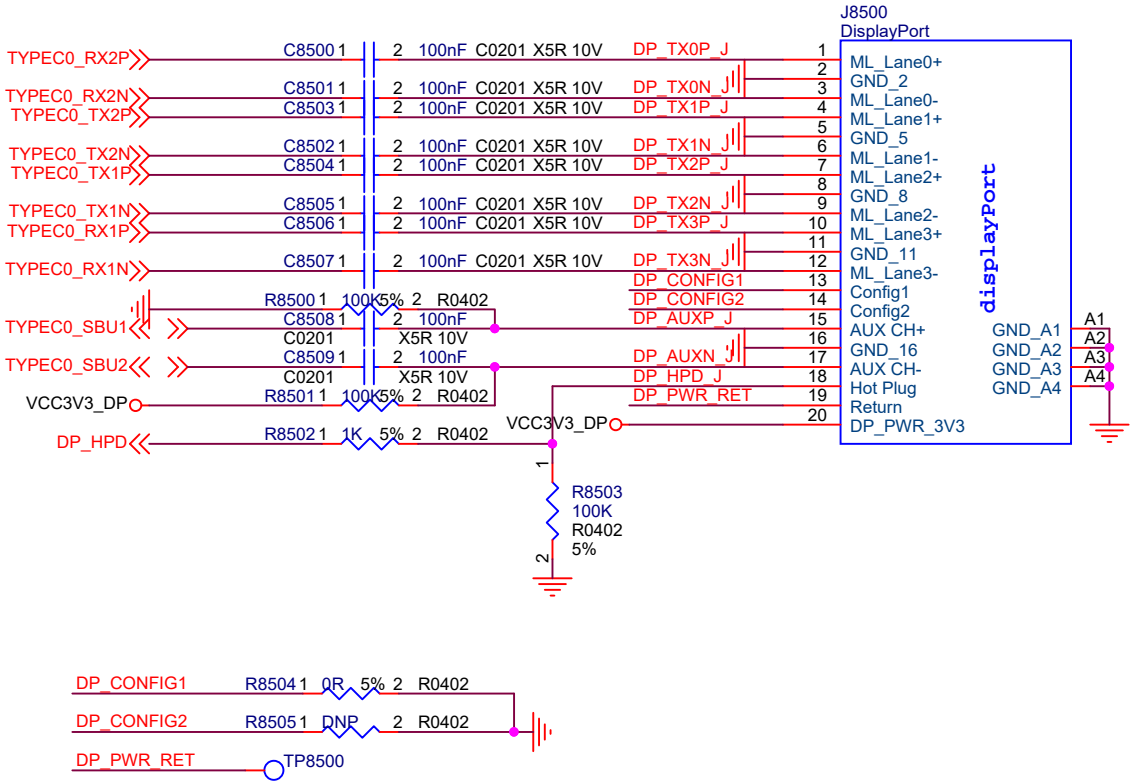 J8500
DisplayPort
TYPEC0_RX2P C8500 1 2 100nF C0201 X5R 10V DP_TX0P_J 1 ML_Lane0+
2 GND_2
TYPEC0_RX2N C8501 1 2 100nF C0201 X5R 10V DP_TX0N_J 3 ML_Lane0-
TYPEC0_TX2P C8503 1 2 100nF C0201 X5R 10V DP_TX1P_J 4 ML_Lane1+
5 GND_5
TYPEC0_TX2N C8502 1 2 100nF C0201 X5R 10V DP_TX1N_J 6 ML_Lane1-
TYPEC0_TX1P C8504 1 2 100nF C0201 X5R 10V DP_TX2P_J 7 ML_Lane2+
8 GND_8
TYPEC0_TX1N C8505 1 2 100nF C0201 X5R 10V DP_TX2N_J 9 ML_Lane2-
TYPEC0_RX1P C8506 1 2 100nF C0201 X5R 10V DP_TX3P_J 10 ML_Lane3+
11 GND_11
TYPEC0_RX1N C8507 1 2 100nF C0201 X5R 10V DP_TX3N_J 12 ML_Lane3-
DP_CONFIG1 13 Config1
R8500 1 100K 5% 2 R0402 DP_CONFIG2 14 Config2
TYPEC0_SBU1 C8508 1 2 100nF DP_AUXP_J 15 AUX CH+ GND_A1 A1
C0201 X5R 10V 16 GND_16 GND_A2 A2
TYPEC0_SBU2 C8509 1 2 100nF DP_AUXN_J 17 AUX CH- GND_A3 A3
C0201 X5R 10V DP_HPD_J 18 Hot Plug GND_A4 A4
VCC3V3_DP R8501 1 100K 5% 2 R0402 DP_PWR_RET 19 Return
VCC3V3_DP 20 DP_PWR_3V3
displayPort
DP_HPD R8502 1 1K 5% 2 R0402
1
R8503
100K
R0402
5%
2
DP_CONFIG1 R8504 1 0R 5% 2 R0402
DP_CONFIG2 R8505 1 DNP 2 R0402
DP_PWR_RET TP8500